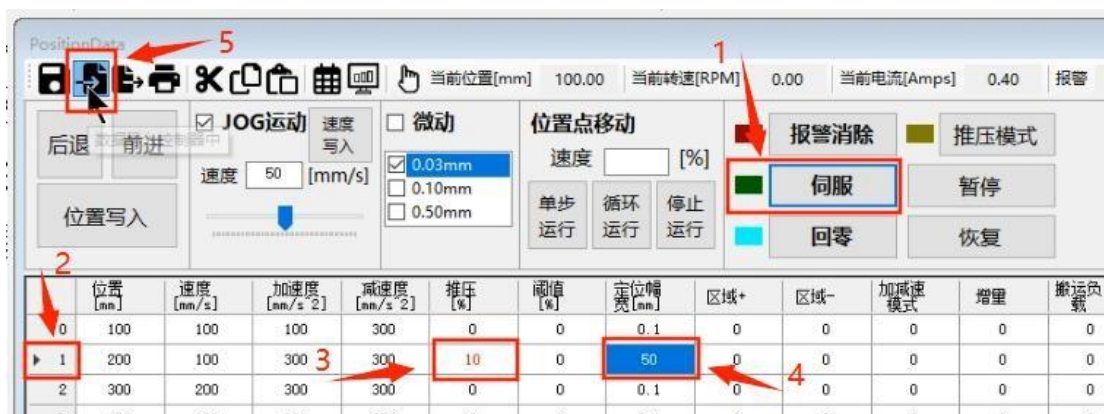 PositionData
5
1
当前位置[mm] 100.00 当前转速[RPM] 0.00 当前电流[Amps] 0.40 报警
后退 前进
位置写入
JOG运动 速度写入
速度 50 [mm/s]
微动
0.03mm
0.10mm
0.50mm
位置点移动
速度 [%]
单步运行 循环运行 停止运行
报警消除 推压模式
伺服 暂停
回零 恢复
2
位置[mm] 速度[mm/s] 加速度[mm/s^2] 减速度[mm/s^2] 推压[%] 阈值[%] 定位幅宽[mm] 区域+ 区域- 加减速模式 增量 搬运负载
0 100 100 100 300 0 0 0.1 0 0 0 0 0
1 200 100 300 300 10 0 50 0 0 0 0 0
3
4
2 300 200 300 300 0 0 0.1 0 0 0 0 0